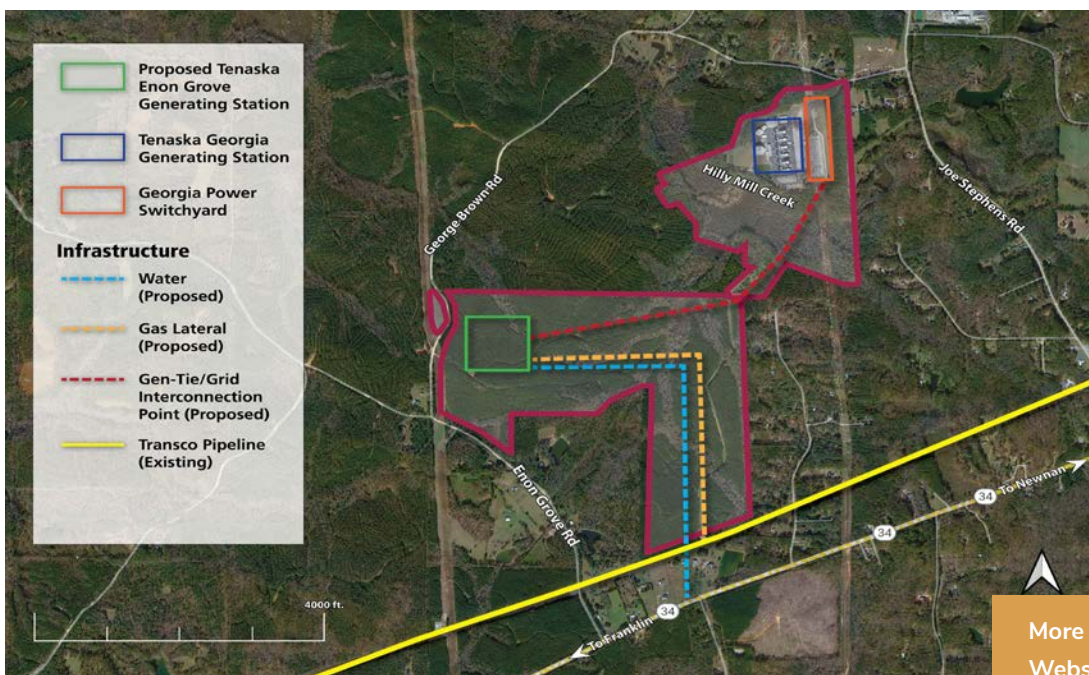 Proposed Tenaska
Enon Grove
Generating Station
Tenaska Georgia
Generating Station
Georgia Power
Switchyard
Infrastructure
Water
(Proposed)
Gas Lateral
(Proposed)
Gen-Tie/Grid
Interconnection
Point (Proposed)
Transco Pipeline
(Existing)
4000 ft.
George Brown Rd
Hilly Mill Creek
Joe Stephens Rd
Enon Grove Rd
34 To Newnan
34
34
To Franklin
More
Webs